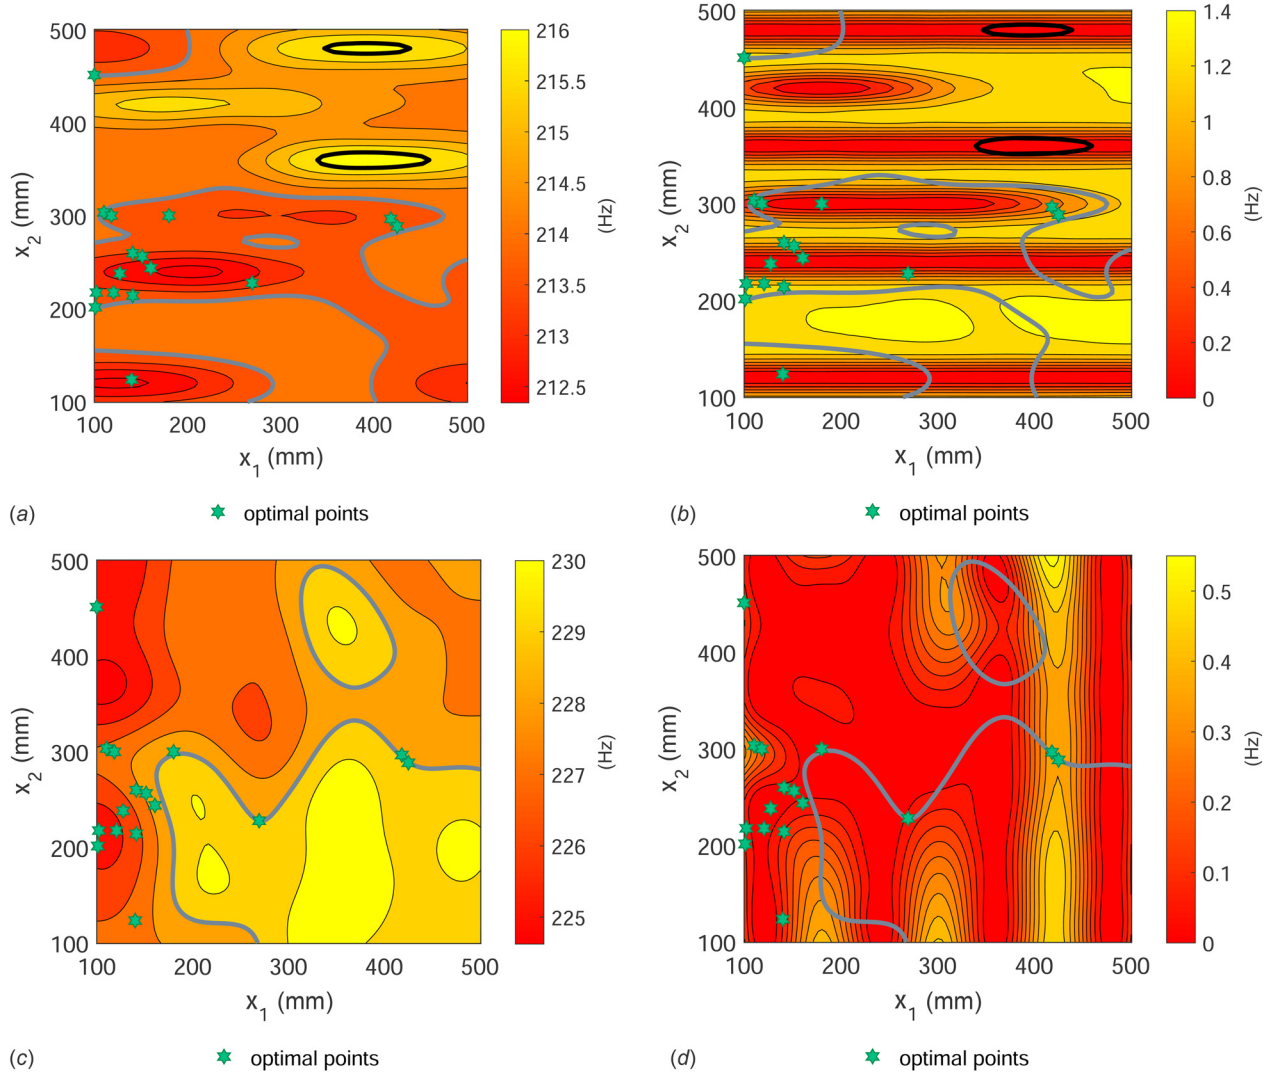 500
400
300
200
100
100 200 300 400 500
x2 (mm)
x1 (mm)
216
215.5
215
214.5
214
213.5
213
212.5
(Hz)
(a)
optimal points
500
400
300
200
100
100 200 300 400 500
x2 (mm)
x1 (mm)
1.4
1.2
1
0.8
0.6
0.4
0.2
0
(Hz)
(b)
optimal points
500
400
300
200
100
100 200 300 400 500
x2 (mm)
x1 (mm)
230
229
228
227
226
225
(Hz)
(c)
optimal points
500
400
300
200
100
100 200 300 400 500
x2 (mm)
x1 (mm)
0.5
0.4
0.3
0.2
0.1
0
(Hz)
(d)
optimal points